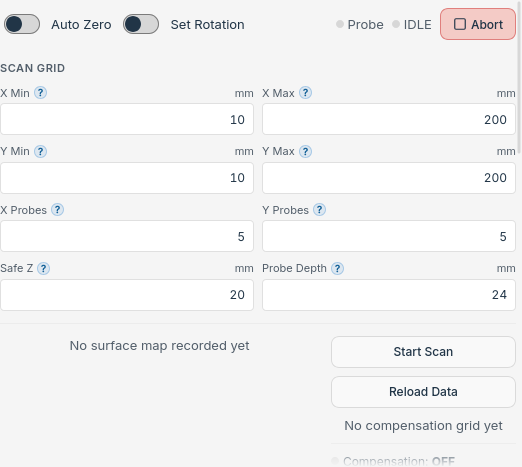 Auto Zero Set Rotation Probe IDLE Abort
SCAN GRID
X Min ? mm X Max ? mm
10 200
Y Min ? mm Y Max ? mm
10 200
X Probes ? Y Probes ?
5 5
Safe Z ? mm Probe Depth ? mm
20 24
No surface map recorded yet
Start Scan
Reload Data
No compensation grid yet
Compensation: OFF